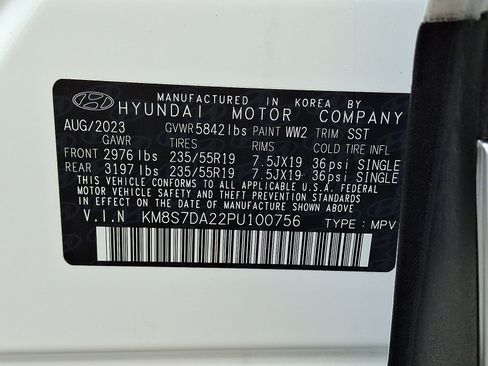 MANUFACTURED IN KOREA BY
HYUNDAI MOTOR COMPANY
AUG/2023 GVWR 5842 lbs PAINT WW2 TRIM SST
GAWR TIRES RIMS COLD TIRE INFL
FRONT 2976 lbs 235/55R19 7.5JX19 36psi SINGLE
REAR 3197 lbs 235/55R19 7.5JX19 36psi SINGLE
THIS VEHICLE CONFORMS TO ALL APPLICABLE U.S.A. FEDERAL
MOTOR VEHICLE SAFETY AND THEFT PREVENTION STANDARDS
IN EFFECT ON THE DATE OF MANUFACTURE SHOWN ABOVE.
V.I.N KM8S7DA22PU100756 TYPE : MPV